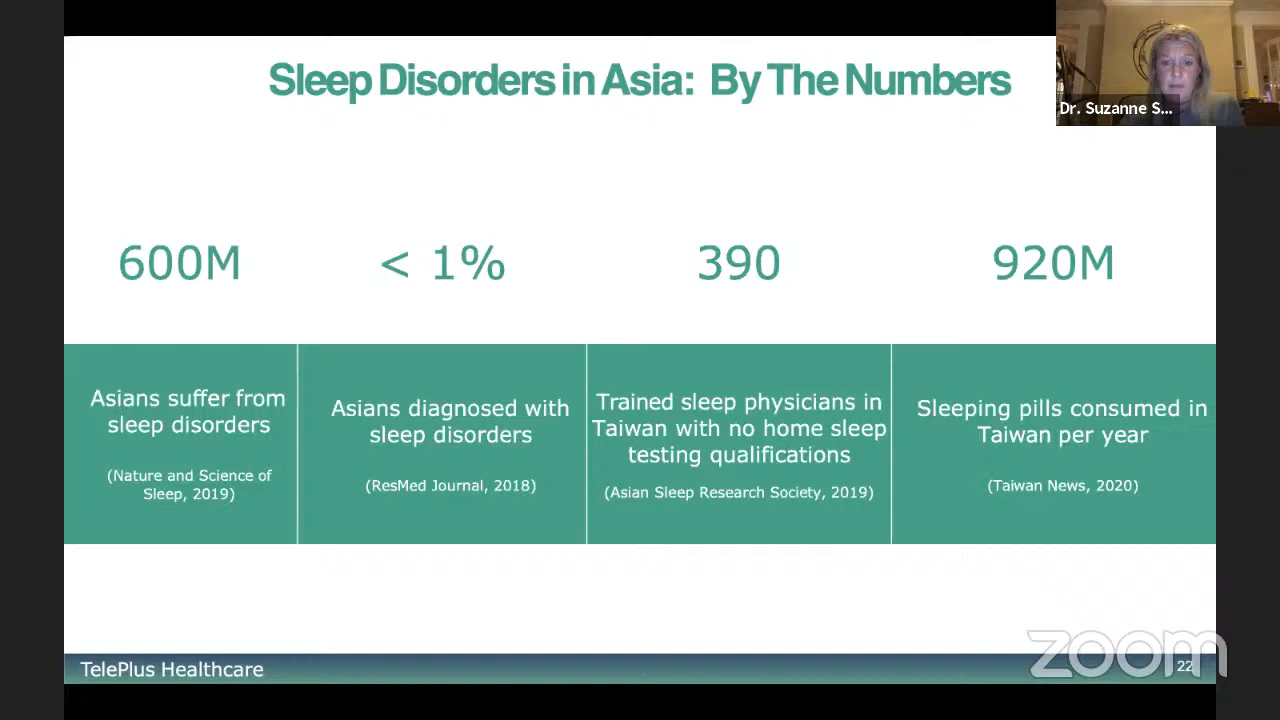 Sleep Disorders in Asia: By The Numbers
Dr. Suzanne S...
600M
< 1%
390
920M
Asians suffer from
sleep disorders
(Nature and Science of
Sleep, 2019)
Asians diagnosed with
sleep disorders
(ResMed Journal, 2018)
Trained sleep physicians in
Taiwan with no home sleep
testing qualifications
(Asian Sleep Research Society, 2019)
Sleeping pills consumed in
Taiwan per year
(Taiwan News, 2020)
TelePlus Healthcare
zoom
22